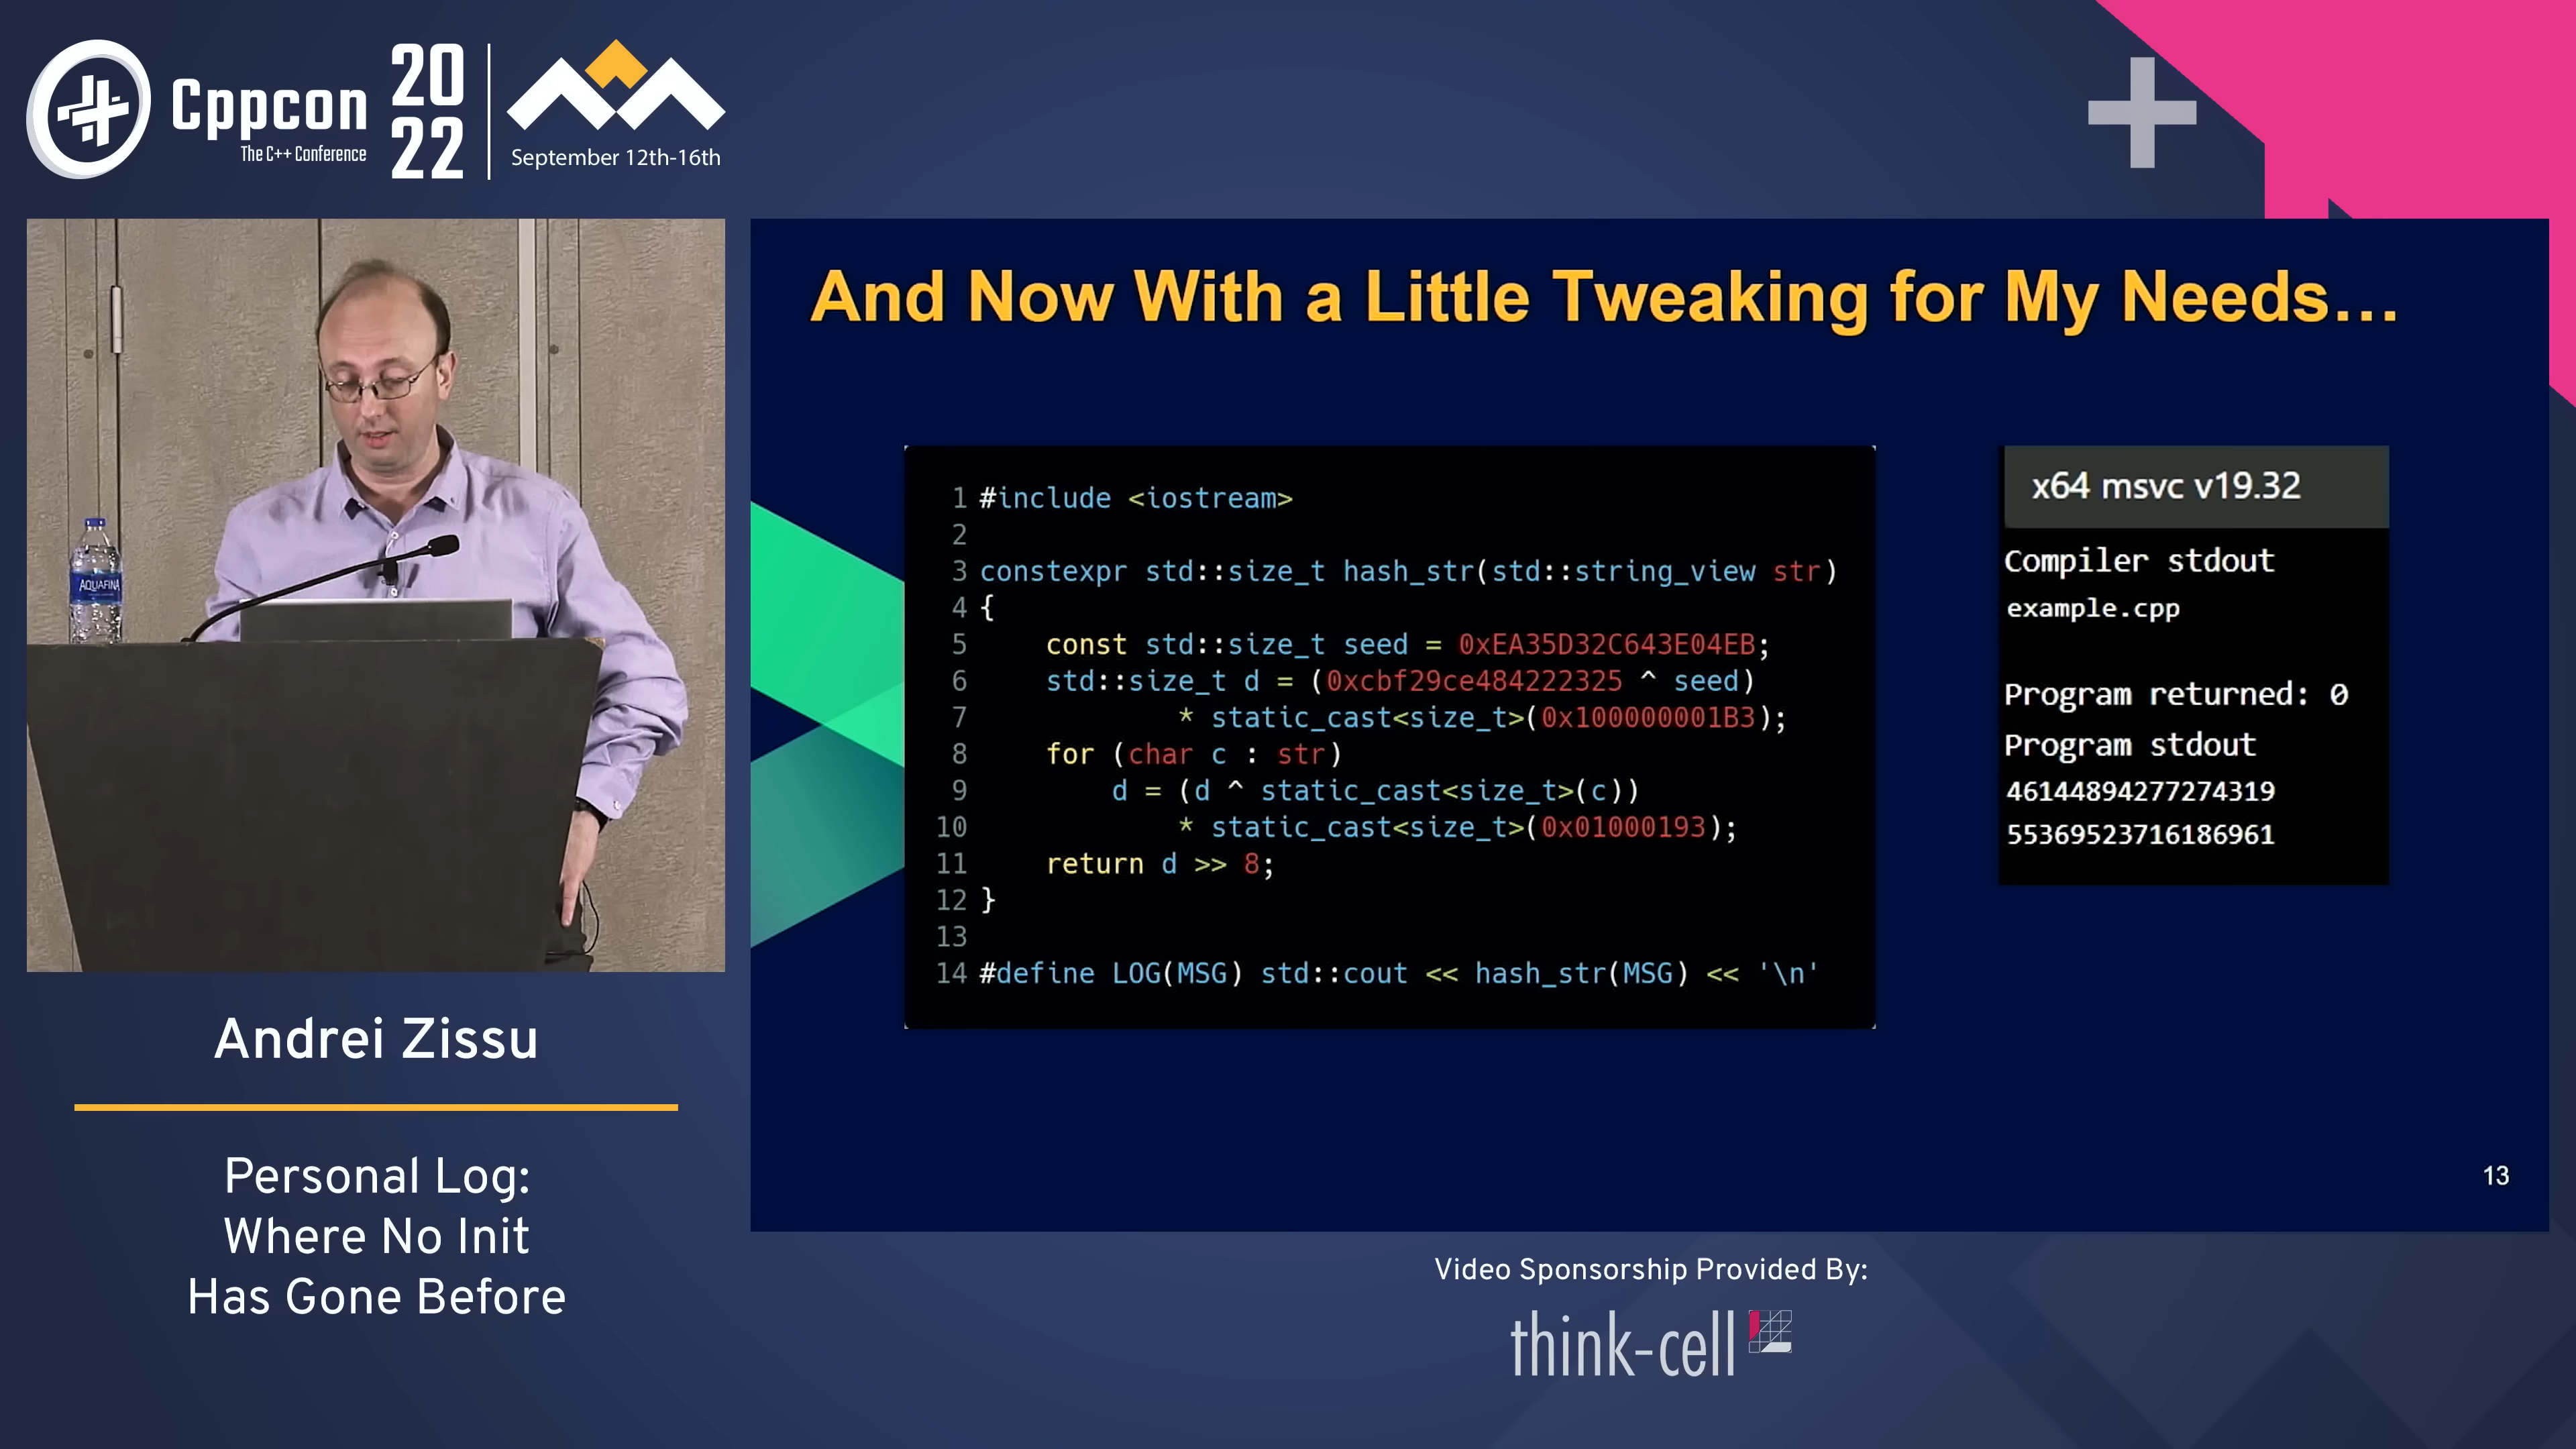 Cppcon
The C++ Conference
20
22
September 12th-16th
AQUAFINA
Andrei Zissu
Personal Log:
Where No Init
Has Gone Before
And Now With a Little Tweaking for My Needs…
1 #include <iostream>
2
3 constexpr std::size_t hash_str(std::string_view str)
4 {
5     const std::size_t seed = 0xEA35D32C643E04EB;
6     std::size_t d = (0xcbf29ce484222325 ^ seed)
7             * static_cast<size_t>(0x100000001B3);
8     for (char c : str)
9         d = (d ^ static_cast<size_t>(c))
10             * static_cast<size_t>(0x01000193);
11     return d >> 8;
12 }
13
14 #define LOG(MSG) std::cout << hash_str(MSG) << '\n'
x64 msvc v19.32
Compiler stdout
example.cpp
Program returned: 0
Program stdout
46144894277274319
55369523716186961
13
Video Sponsorship Provided By:
think-cell